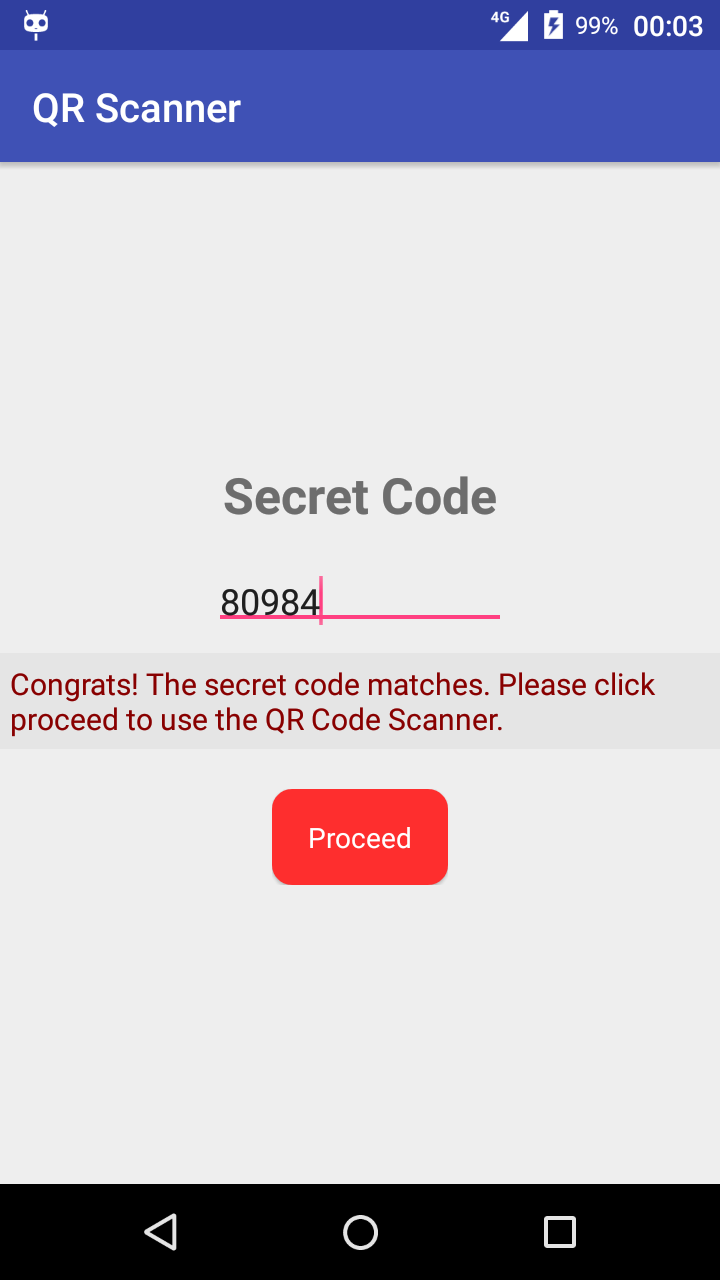 4G 99% 00:03
QR Scanner
Secret Code
80984
Congrats! The secret code matches. Please click
proceed to use the QR Code Scanner.
Proceed